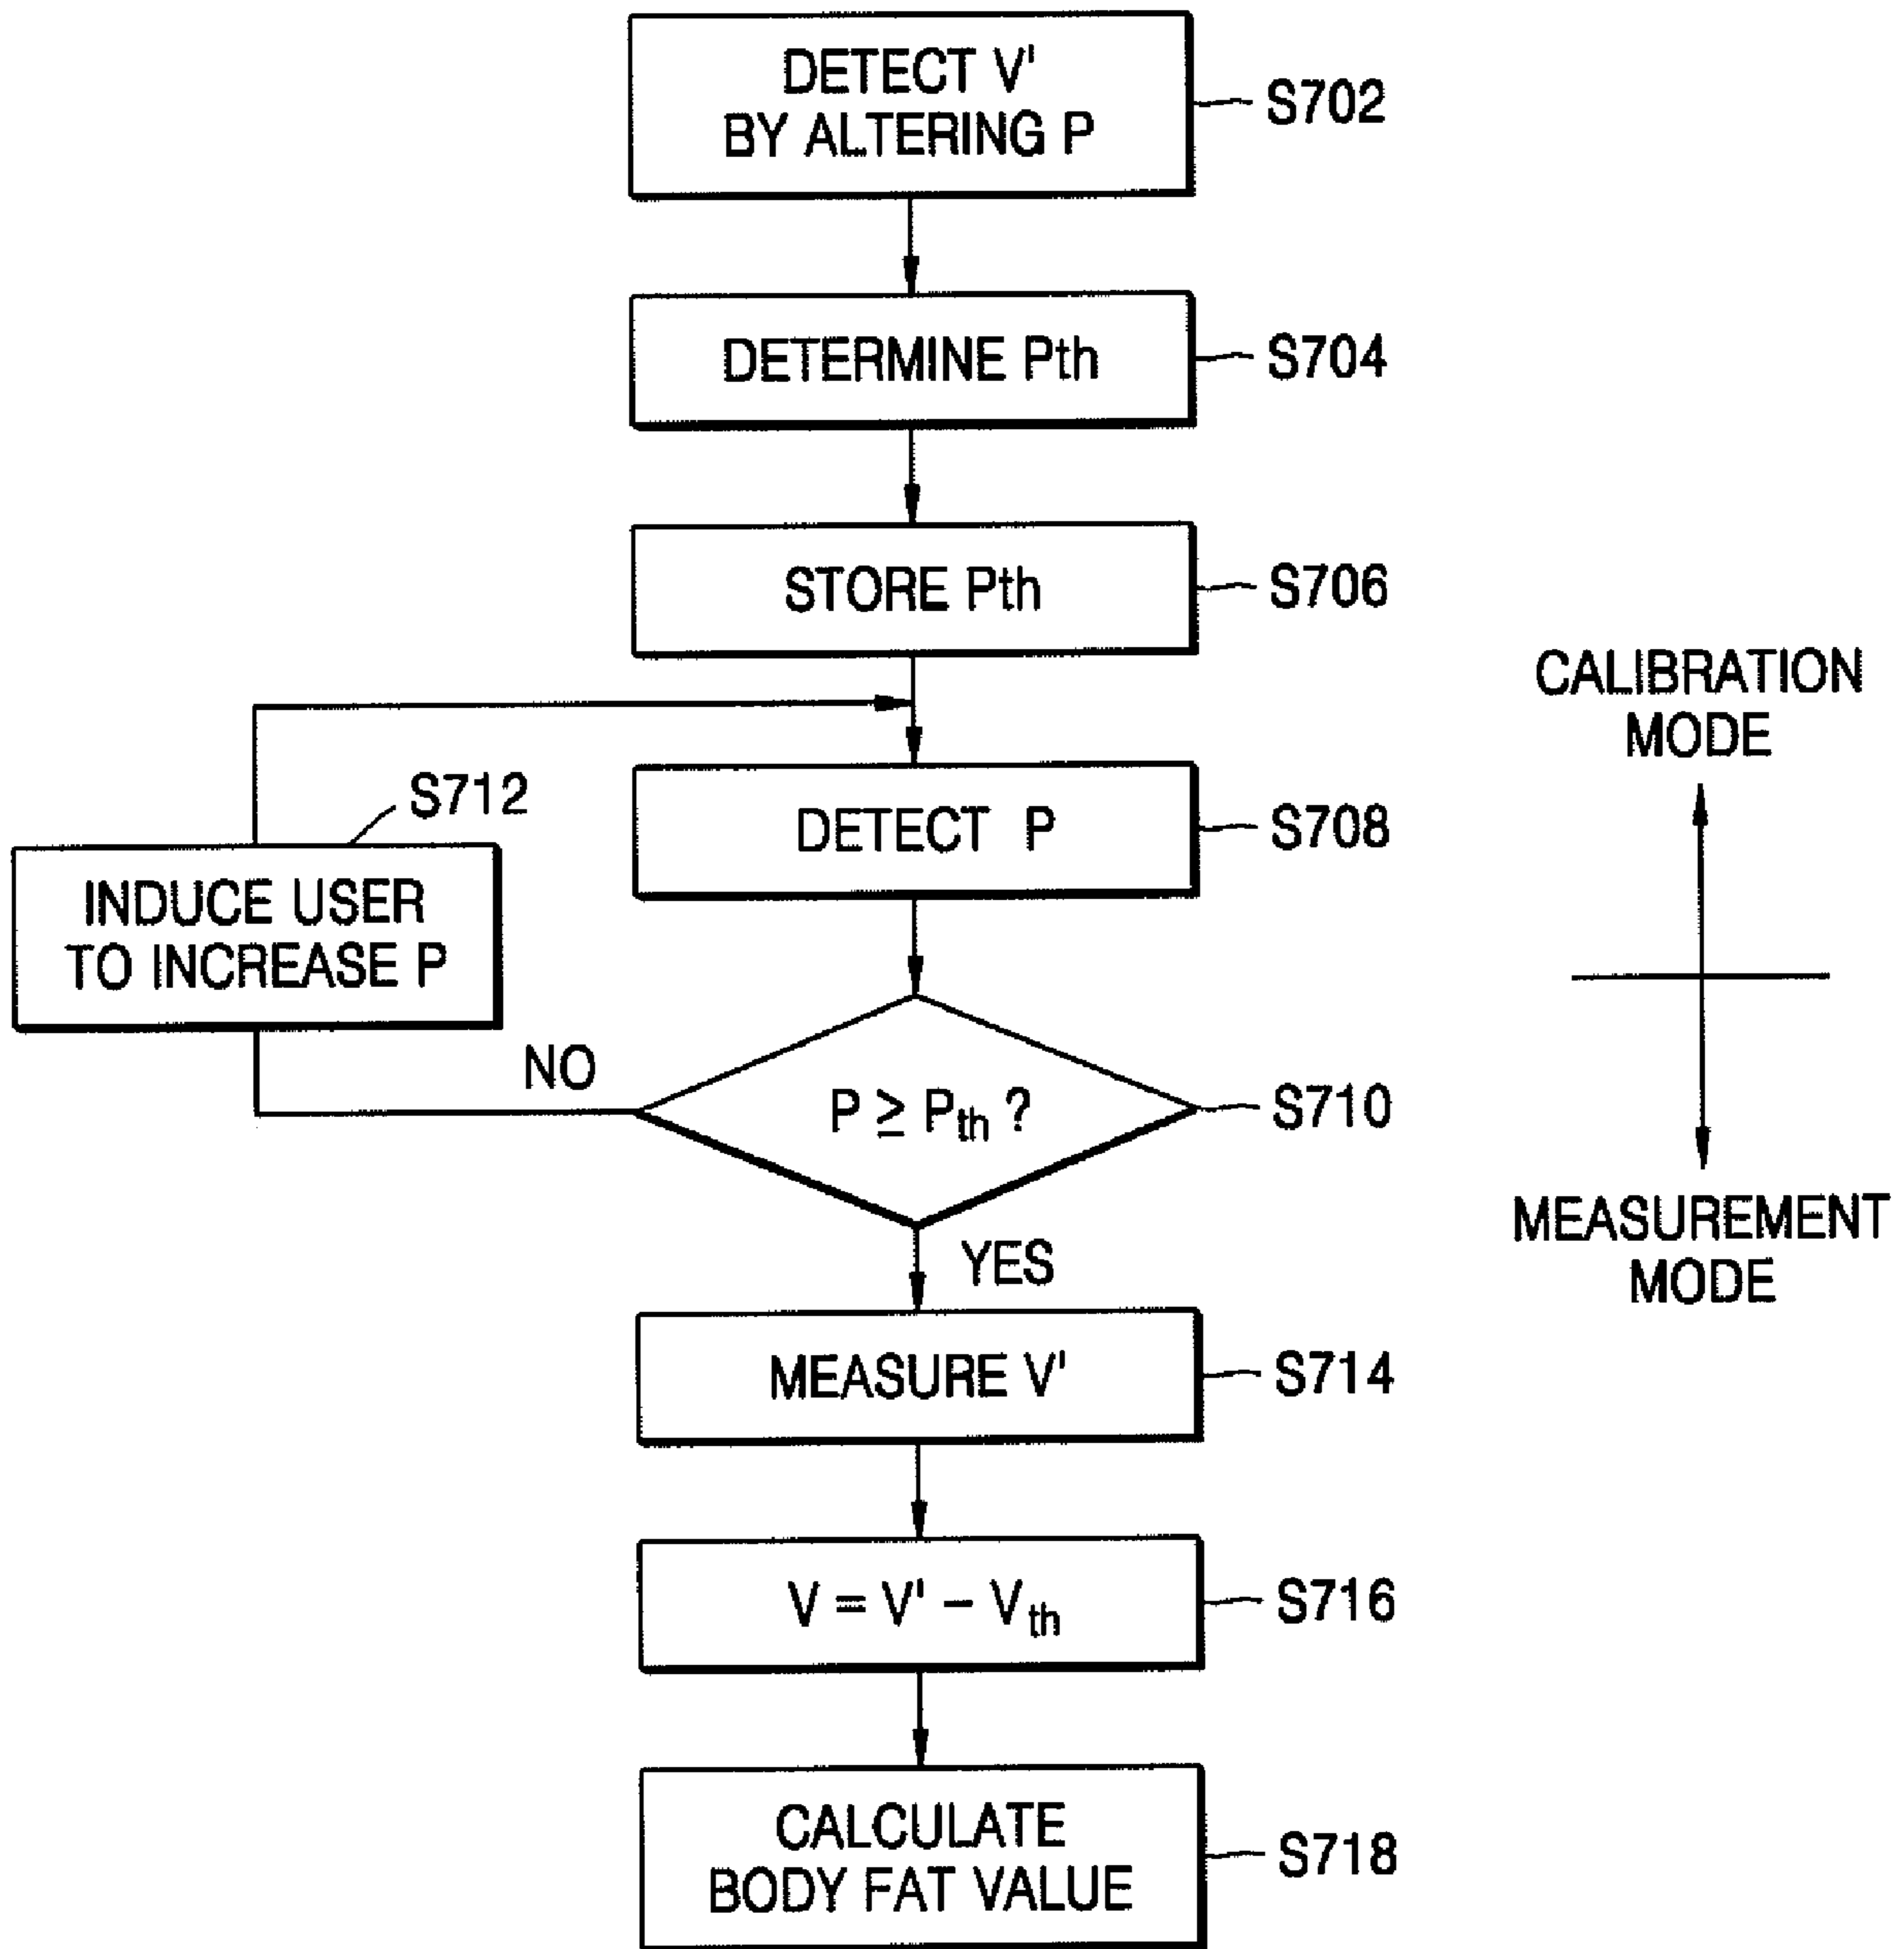 DETECT V'
BY ALTERING P
S702
DETERMINE Pth
S704
STORE Pth
S706
CALIBRATION
MODE
S712
DETECT P
S708
INDUCE USER
TO INCREASE P
NO
P ≥ Pth ?
S710
YES
MEASUREMENT
MODE
MEASURE V'
S714
V = V' – Vth
S716
CALCULATE
BODY FAT VALUE
S718